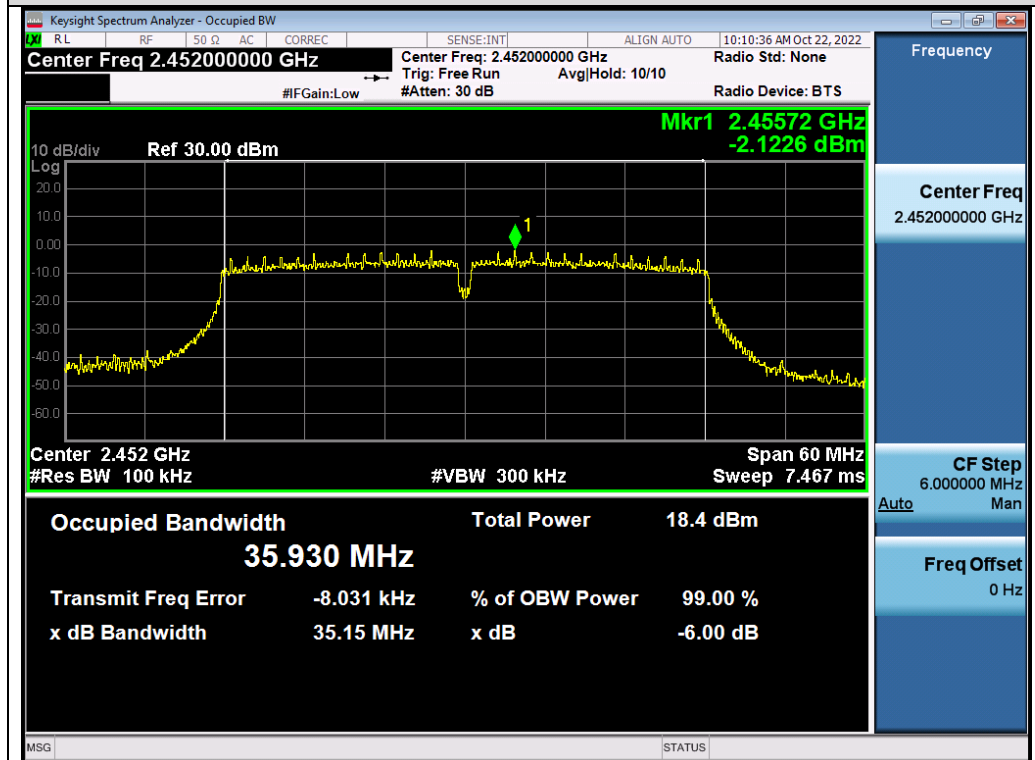 Keysight Spectrum Analyzer - Occupied BW
LXI RL RF 50 Ω AC CORREC SENSE:INT ALIGN AUTO 10:10:36 AM Oct 22, 2022
Center Freq 2.452000000 GHz
Center Freq: 2.452000000 GHz
Radio Std: None
Trig: Free Run Avg|Hold: 10/10
#IFGain:Low
#Atten: 30 dB
Radio Device: BTS
Frequency
Mkr1 2.45572 GHz
-2.1226 dBm
10 dB/div Ref 30.00 dBm
Log
20.0
10.0
0.00
-10.0
-20.0
-30.0
-40.0
-50.0
-60.0
1
Center 2.452 GHz Span 60 MHz
#Res BW 100 kHz #VBW 300 kHz Sweep 7.467 ms
Center Freq
2.452000000 GHz
CF Step
6.000000 MHz
Auto Man
Freq Offset
0 Hz
Occupied Bandwidth Total Power 18.4 dBm
35.930 MHz
Transmit Freq Error -8.031 kHz % of OBW Power 99.00 %
x dB Bandwidth 35.15 MHz x dB -6.00 dB
MSG STATUS